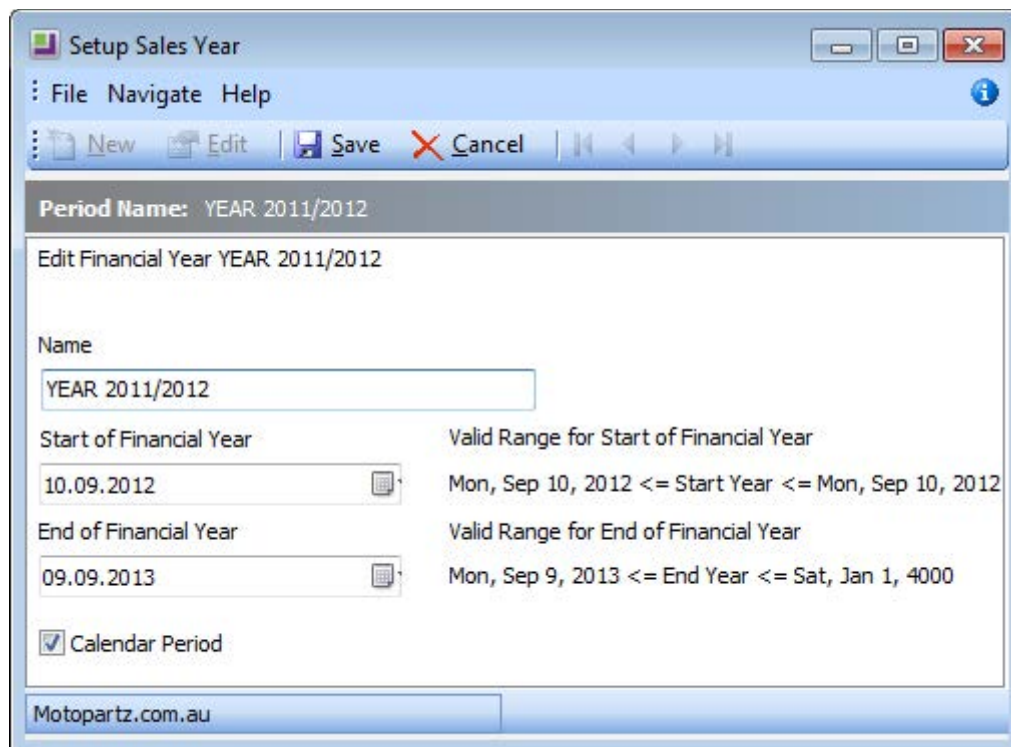 Setup Sales Year
File Navigate Help
New Edit Save Cancel
Period Name: YEAR 2011/2012
Edit Financial Year YEAR 2011/2012
Name
YEAR 2011/2012
Start of Financial Year Valid Range for Start of Financial Year
10.09.2012 Mon, Sep 10, 2012 <= Start Year <= Mon, Sep 10, 2012
End of Financial Year Valid Range for End of Financial Year
09.09.2013 Mon, Sep 9, 2013 <= End Year <= Sat, Jan 1, 4000
Calendar Period
Motopartz.com.au